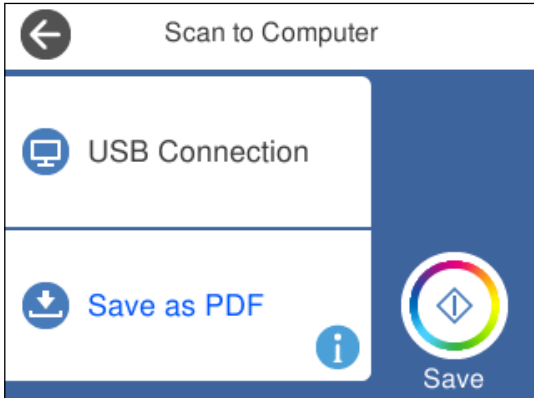 Scan to Computer
USB Connection
Save as PDF
i
Save